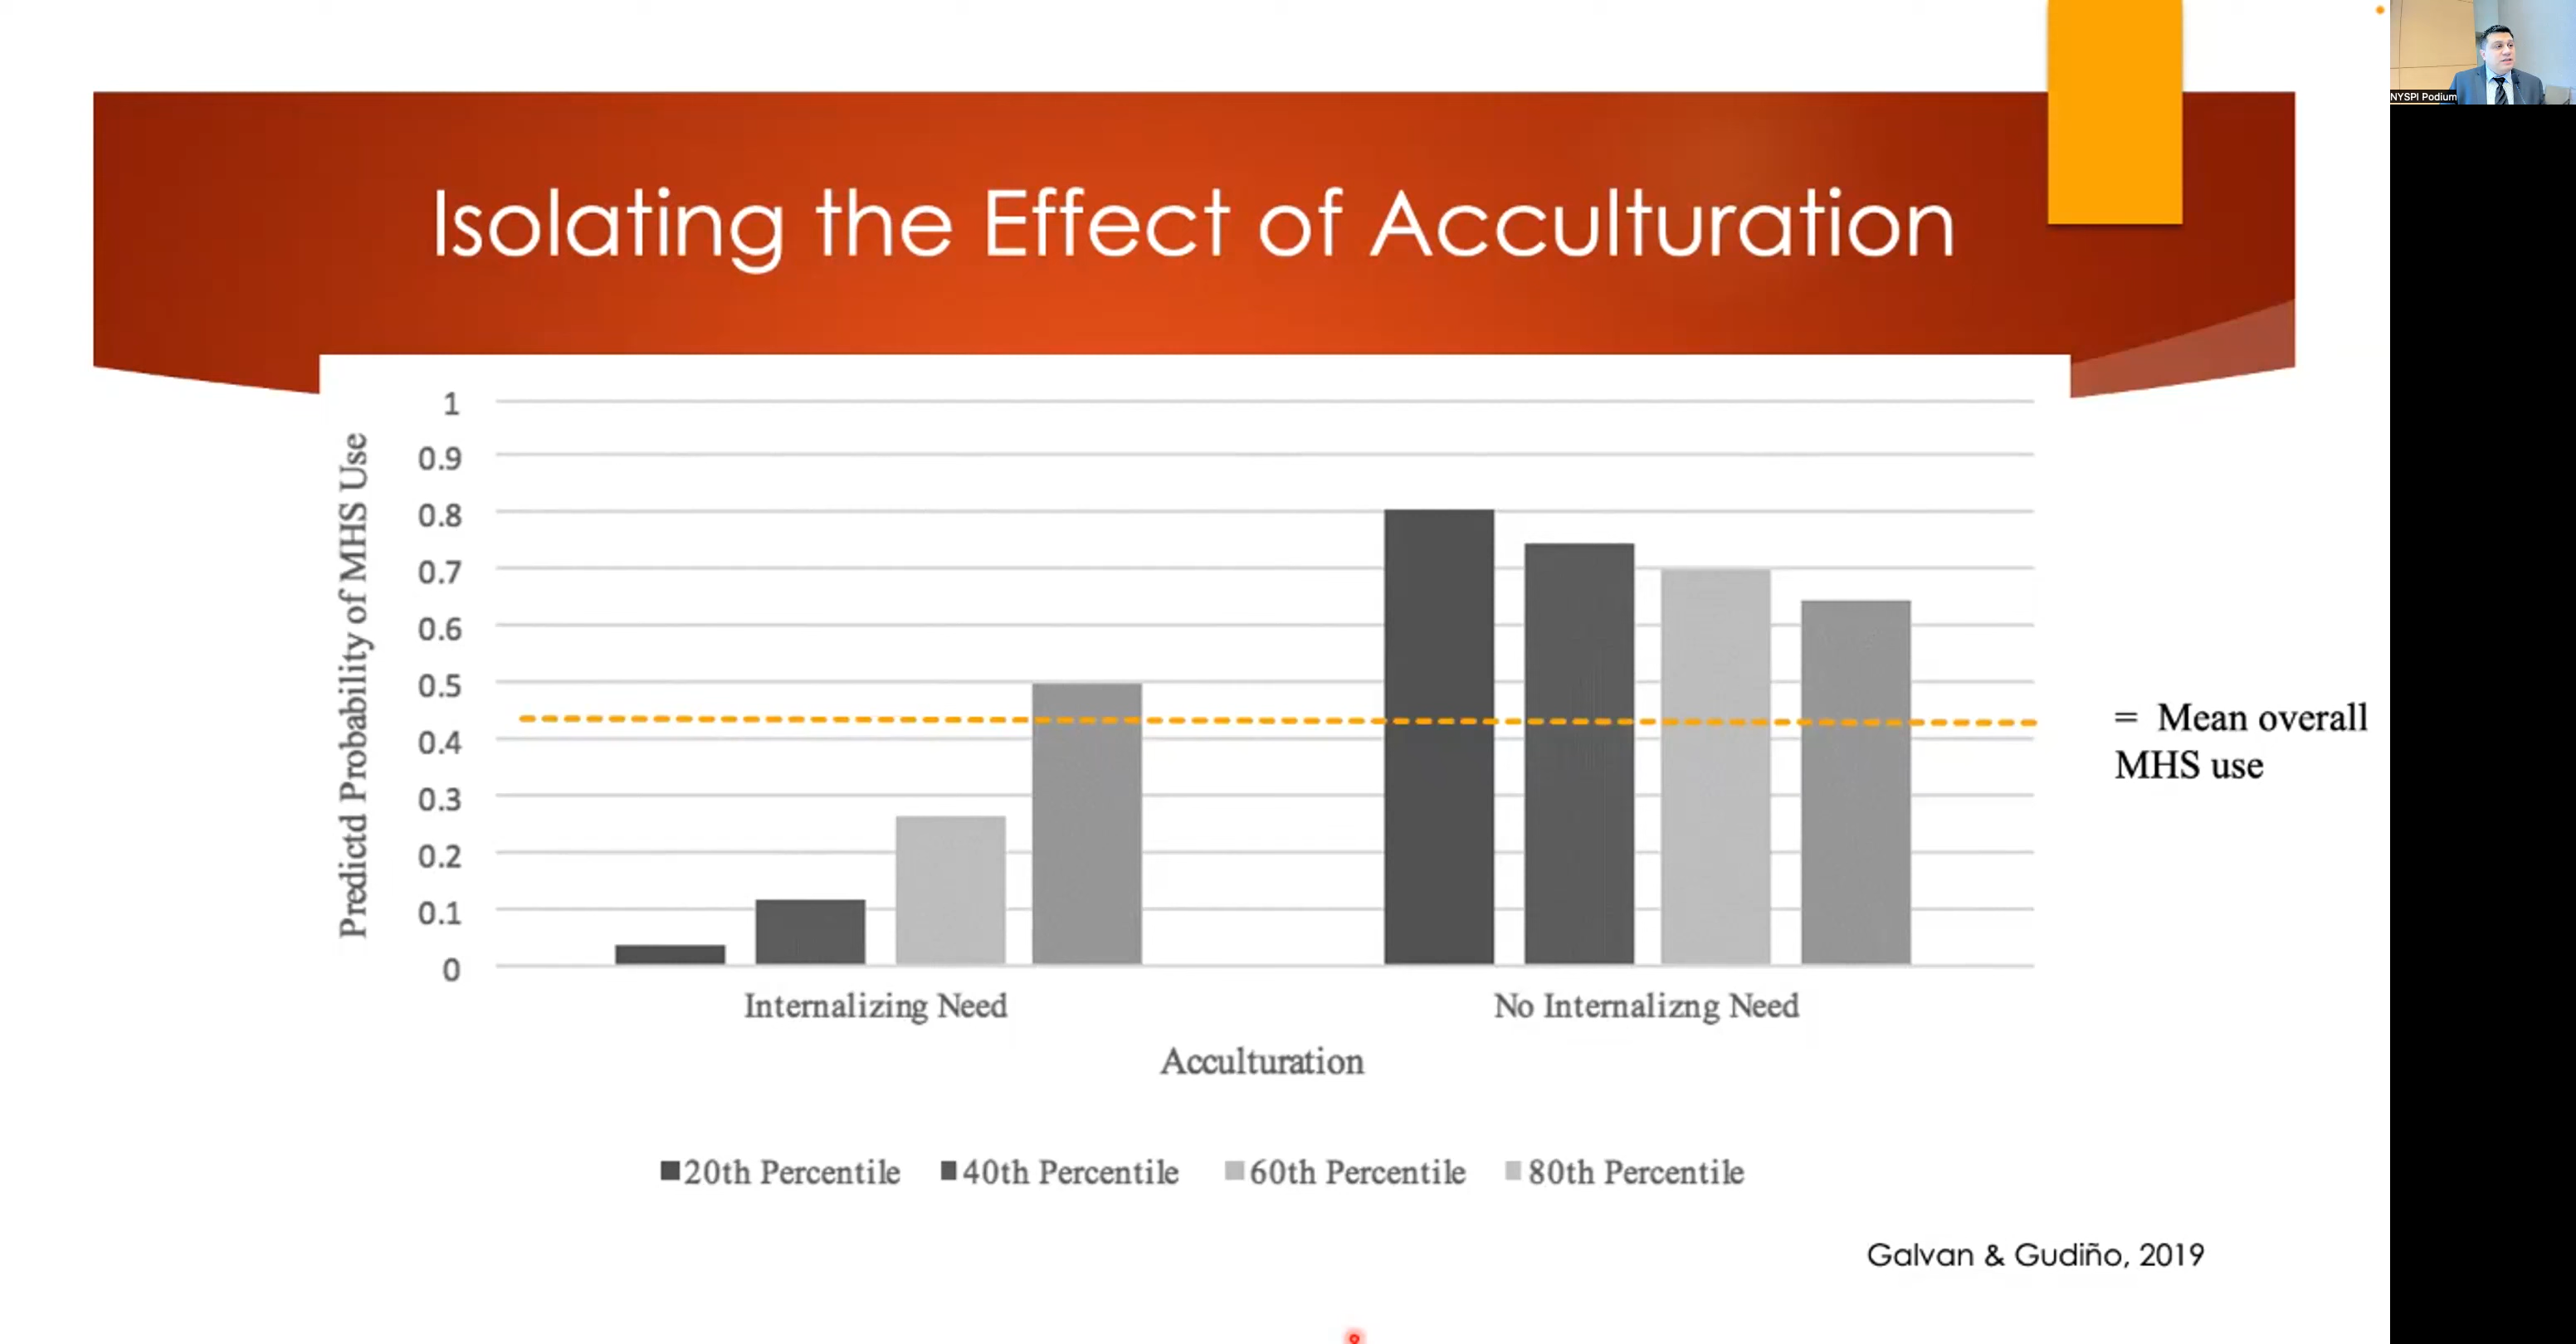 NYSPI Podium
Isolating the Effect of Acculturation
Predictd Probability of MHS Use
1
0.9
0.8
0.7
0.6
0.5
0.4
0.3
0.2
0.1
0
= Mean overall
MHS use
Internalizing Need
No Internalizng Need
Acculturation
20th Percentile
40th Percentile
60th Percentile
80th Percentile
Galvan & Gudiño, 2019